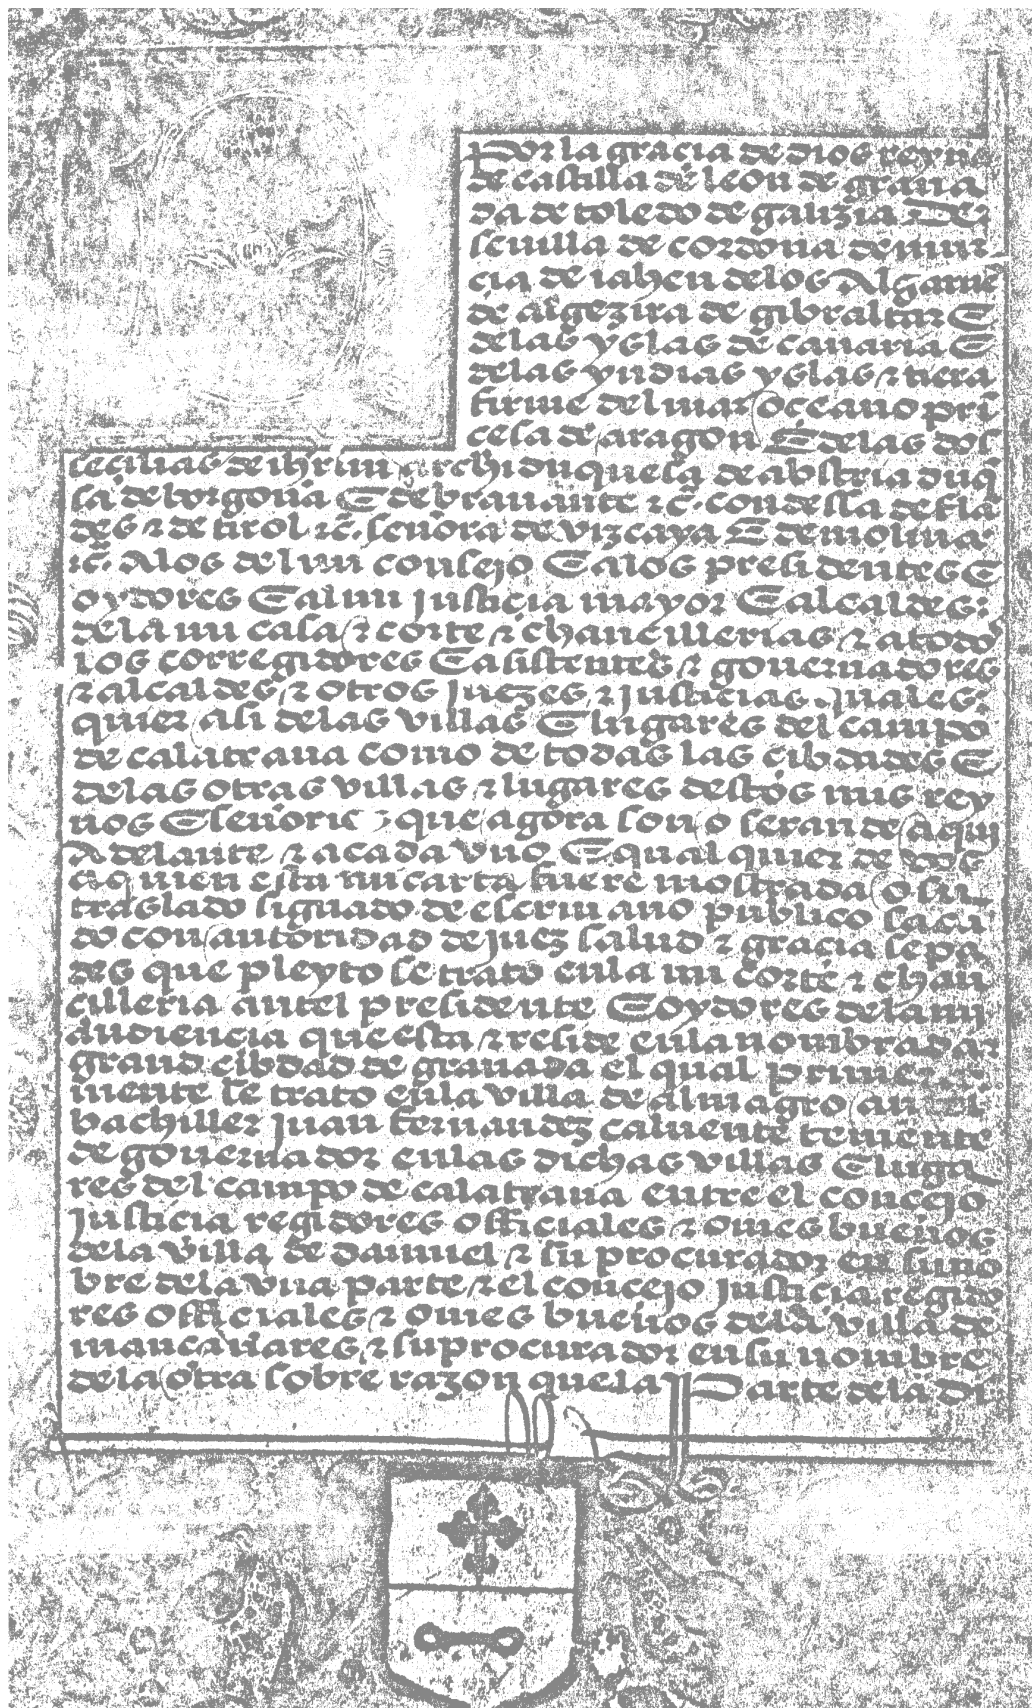 Por la gracia de dios reyna
de castilla de leon de grana
da de toledo de galizia De
seuilla de cordoua de mur
cia de iahen delos Algarue
de algezira de gibraltar E
delas yslas de canaria E
delas yndias yslas ⁊ tierra
firme del mar occeano prī
cesa de aragon E delas dos
secilias de ihrlm archiduquesa de abstria duq̄
sa de borgoña E de brauante ⁊c̄. condessa de fla
des ⁊ de tirol ⁊c̄. señora de vizcaya E de molina
⁊c̄. Alos del mi consejo E alos presidentes E
oydores E al mi justicia mayor E alcaldes
dela mi casa ⁊ corte ⁊ chancillerias ⁊ a todos
los corregidores E asistentes ⁊ gouernadores
⁊ alcaldes ⁊ otros juezes ⁊ justicias quales
quier asi delas villas E lugares del campo
de calatraua como de todas las cibdades E
delas otras villas ⁊ lugares destos mis rey
nos E señorios que agora son o seran de aqui
Adelante ⁊ a cada vno E qual quier de vos
a quien esta mi carta fuere mostrada o su
traslado signado de escriuano publico saca
do con autoridad de juez salud ⁊ gracia sepa
des que pleyto se trato enla mi corte ⁊ chan
cilleria antel presidente E oydores dela mi
Audiencia que esta ⁊ reside enla nombrada ⁊
grand cibdad de granada el qual primera
mente se trato enla villa de almagro antel
bachiller juan fernandez caluente teniente
de gouernador enlas dichas villas E luga
res del campo de calatraua entre el concejo
justicia regidores officiales ⁊ omes buenos
dela villa de daimiel ⁊ su procurador en su nō
bre dela vna parte ⁊ el concejo justicia regido
res officiales ⁊ omes buenos dela villa de
mançanares ⁊ su procurador en su nombre
dela otra sobre razon que la Parte dela di